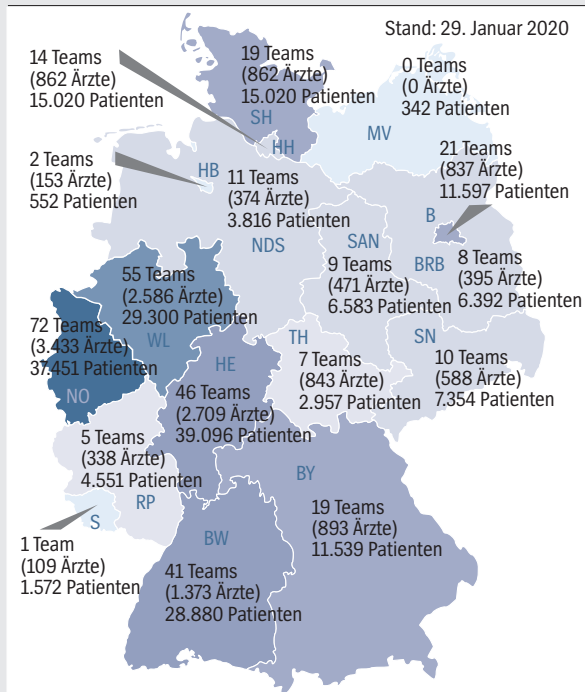 Stand: 29. Januar 2020
14 Teams
(862 Ärzte)
15.020 Patienten
19 Teams
(862 Ärzte)
15.020 Patienten
SH
HH
0 Teams
(0 Ärzte)
342 Patienten
MV
2 Teams
(153 Ärzte)
552 Patienten
HB
11 Teams
(374 Ärzte)
3.816 Patienten
NDS
21 Teams
(837 Ärzte)
11.597 Patienten
B
SAN
9 Teams
(471 Ärzte)
6.583 Patienten
BRB
8 Teams
(395 Ärzte)
6.392 Patienten
55 Teams
(2.586 Ärzte)
29.300 Patienten
WL
72 Teams
(3.433 Ärzte)
37.451 Patienten
NO
HE
46 Teams
(2.709 Ärzte)
39.096 Patienten
TH
7 Teams
(843 Ärzte)
2.957 Patienten
SN
10 Teams
(588 Ärzte)
7.354 Patienten
5 Teams
(338 Ärzte)
4.551 Patienten
RP
S
1 Team
(109 Ärzte)
1.572 Patienten
BW
41 Teams
(1.373 Ärzte)
28.880 Patienten
BY
19 Teams
(893 Ärzte)
11.539 Patienten